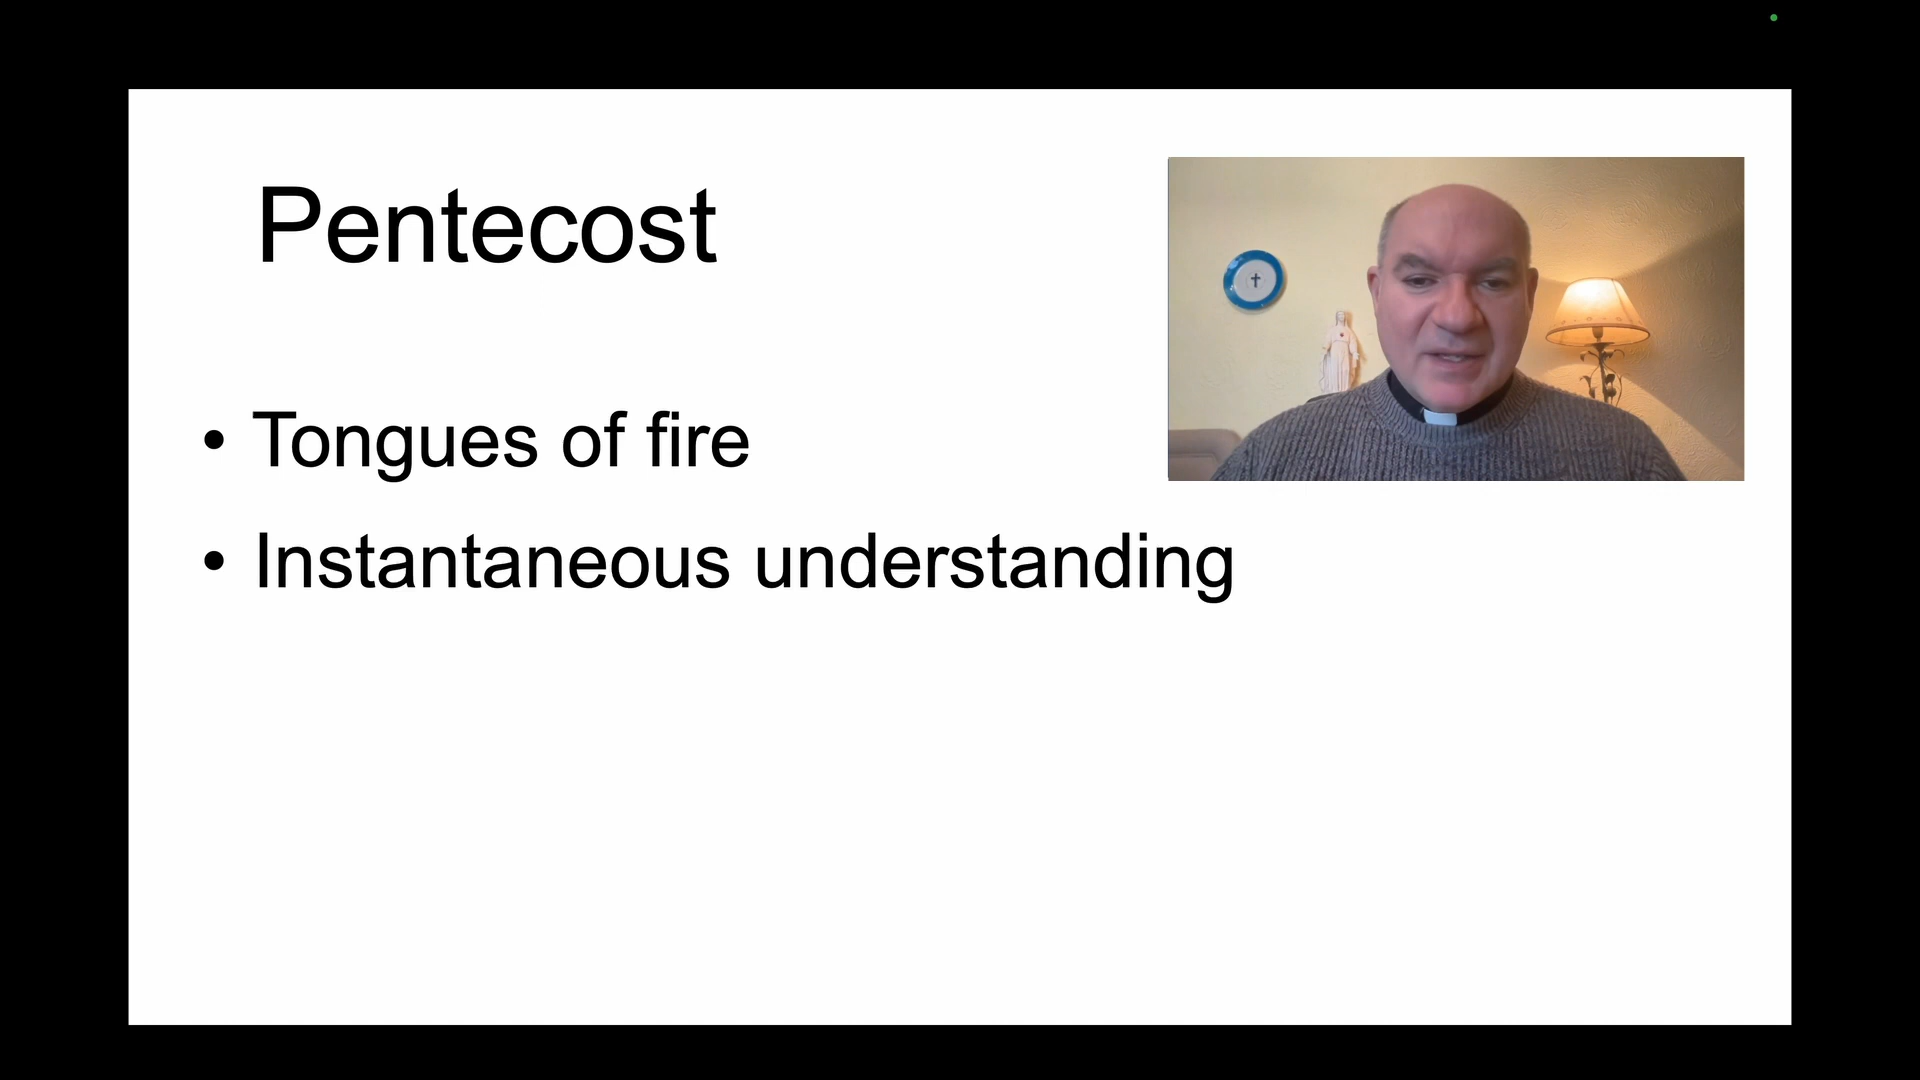 Pentecost
• Tongues of fire
• Instantaneous understanding